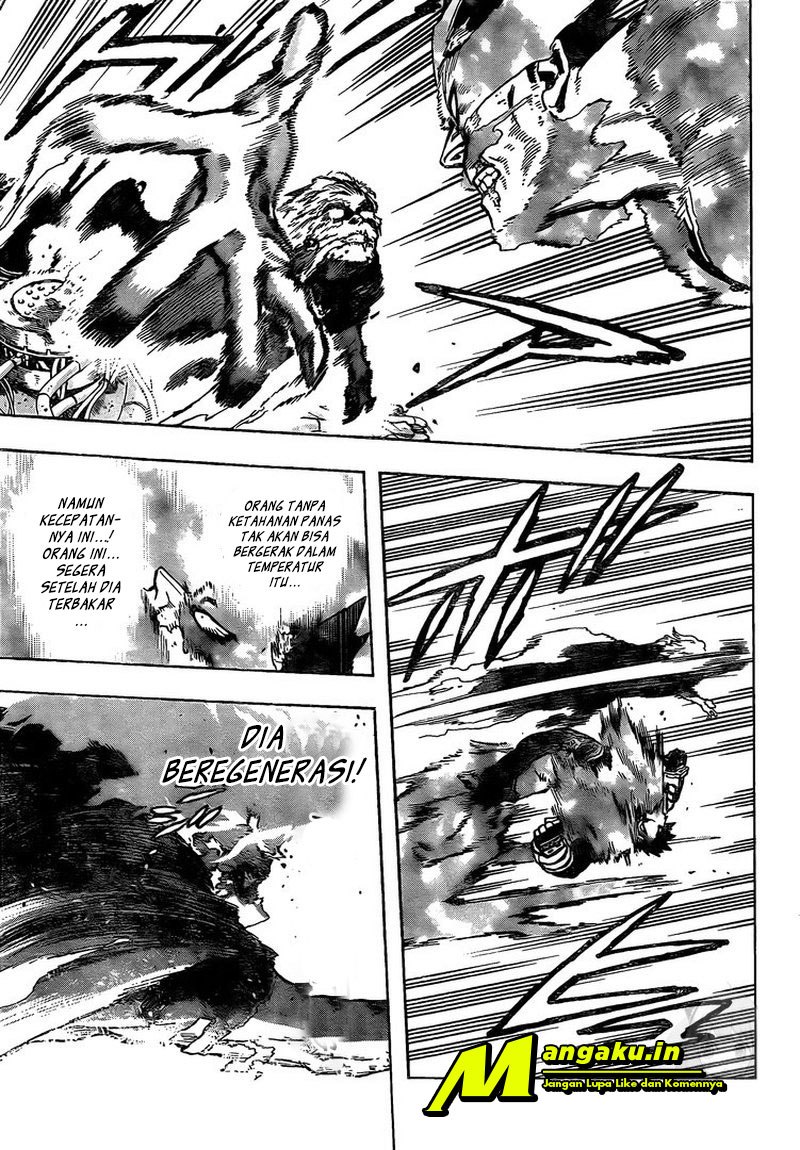 ORANG TANPA
KETAHANAN PANAS
TAK AKAN BISA
BERGERAK DALAM
TEMPERATUR
ITU...
NAMUN
KECEPATAN-
NYA INI...!
ORANG INI...
SEGERA
SETELAH DIA
TERBAKAR
...
DIA
BEREGENERASI!
Mangaku.in
Jangan Lupa Like dan Komennya